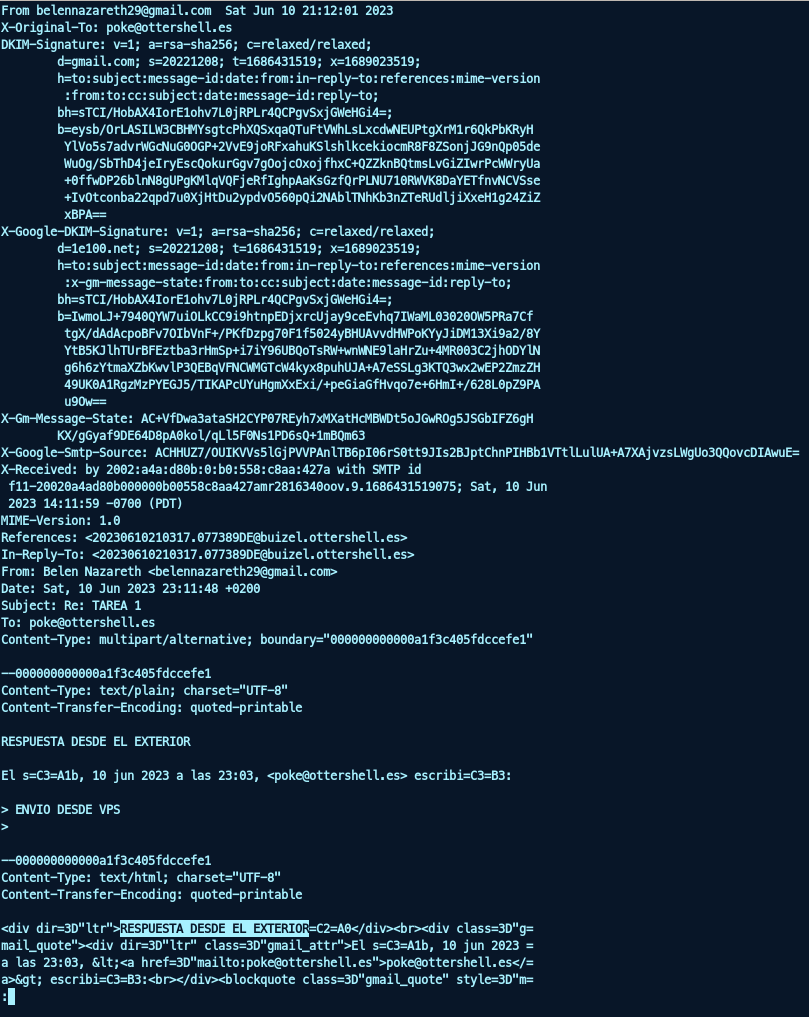 From belennazareth29@gmail.com  Sat Jun 10 21:12:01 2023
X-Original-To: poke@ottershell.es
DKIM-Signature: v=1; a=rsa-sha256; c=relaxed/relaxed;
        d=gmail.com; s=20221208; t=1686431519; x=1689023519;
        h=to:subject:message-id:date:from:in-reply-to:references:mime-version
         :from:to:cc:subject:date:message-id:reply-to;
        bh=sTCI/HobAX4IorE1ohv7L0jRPLr4QCPgvSxjGWeHGi4=;
        b=eysb/OrLASILW3CBHMYsgtcPhXQSxqaQTuFtVWhLsLxcdwNEUPtgXrM1r6QkPbKRyH
         YlVo5s7advrWGcNuG0OGP+2VvE9joRFxahuKSlshlkcekiocmR8F8ZSonjJG9nQp05de
         WuOg/SbThD4jeIryEscQokurGgv7gOojcOxojfhxC+QZZknBQtmsLvGiZIwrPcWWryUa
         +0ffwDP26blnN8gUPgKMlqVQFjeRfIghpAaKsGzfQrPLNU710RWVK8DaYETfnvNCVSse
         +IvOtconba22qpd7u0XjHtDu2ypdvO560pQi2NAblTNhKb3nZTeRUdljiXxeH1g24ZiZ
         xBPA==
X-Google-DKIM-Signature: v=1; a=rsa-sha256; c=relaxed/relaxed;
        d=1e100.net; s=20221208; t=1686431519; x=1689023519;
        h=to:subject:message-id:date:from:in-reply-to:references:mime-version
         :x-gm-message-state:from:to:cc:subject:date:message-id:reply-to;
        bh=sTCI/HobAX4IorE1ohv7L0jRPLr4QCPgvSxjGWeHGi4=;
        b=IwmoLJ+7940QYW7uiOLkCC9i9htnpEDjxrcUjay9ceEvhq7IWaML03020OW5PRa7Cf
         tgX/dAdAcpoBFv7OIbVnF+/PKfDzpg70F1f5024yBHUAvvdHWPoKYyJiDM13Xi9a2/8Y
         YtB5KJlhTUrBFEztba3rHmSp+i7iY96UBQoTsRW+wnWNE9laHrZu+4MR003C2jhODYlN
         g6h6zYtmaXZbKwvlP3QEBqVFNCWMGTcW4kyx8puhUJA+A7eSSLg3KTQ3wx2wEP2ZmzZH
         49UK0A1RgzMzPYEGJ5/TIKAPcUYuHgmXxExi/+peGiaGfHvqo7e+6HmI+/628L0pZ9PA
         u9Ow==
X-Gm-Message-State: AC+VfDwa3ataSH2CYP07REyh7xMXatHcMBWDt5oJGwROg5JSGbIFZ6gH
        KX/gGyaf9DE64D8pA0kol/qLl5F0Ns1PD6sQ+1mBQm63
X-Google-Smtp-Source: ACHHUZ7/OUIKVVs5lGjPVVPAnlTB6pI06rS0tt9JIs2BJptChnPIHBb1VTtlLulUA+A7XAjvzsLWgUo3QQovcDIAwuE=
X-Received: by 2002:a4a:d80b:0:b0:558:c8aa:427a with SMTP id
 f11-20020a4ad80b000000b00558c8aa427amr2816340oov.9.1686431519075; Sat, 10 Jun
 2023 14:11:59 -0700 (PDT)
MIME-Version: 1.0
References: <20230610210317.077389DE@buizel.ottershell.es>
In-Reply-To: <20230610210317.077389DE@buizel.ottershell.es>
From: Belen Nazareth <belennazareth29@gmail.com>
Date: Sat, 10 Jun 2023 23:11:48 +0200
Subject: Re: TAREA 1
To: poke@ottershell.es
Content-Type: multipart/alternative; boundary="000000000000a1f3c405fdccefe1"

--000000000000a1f3c405fdccefe1
Content-Type: text/plain; charset="UTF-8"
Content-Transfer-Encoding: quoted-printable

RESPUESTA DESDE EL EXTERIOR

El s=C3=A1b, 10 jun 2023 a las 23:03, <poke@ottershell.es> escribi=C3=B3:

> ENVIO DESDE VPS
>

--000000000000a1f3c405fdccefe1
Content-Type: text/html; charset="UTF-8"
Content-Transfer-Encoding: quoted-printable

<div dir=3D"ltr">RESPUESTA DESDE EL EXTERIOR=C2=A0</div><br><div class=3D"g=
mail_quote"><div dir=3D"ltr" class=3D"gmail_attr">El s=C3=A1b, 10 jun 2023 =
a las 23:03, &lt;<a href=3D"mailto:poke@ottershell.es">poke@ottershell.es</=
a>&gt; escribi=C3=B3:<br></div><blockquote class=3D"gmail_quote" style=3D"m=
: